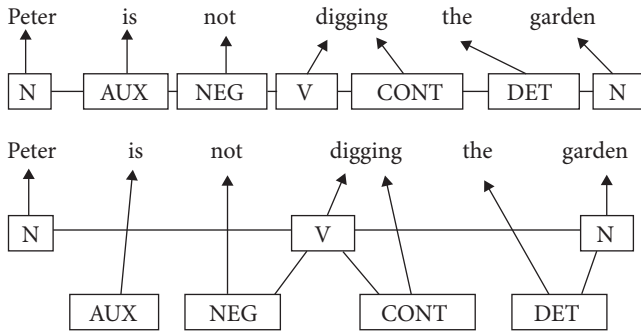 Peter is not digging the garden
N AUX NEG V CONT DET N
Peter is not digging the garden
N V N
AUX NEG CONT DET